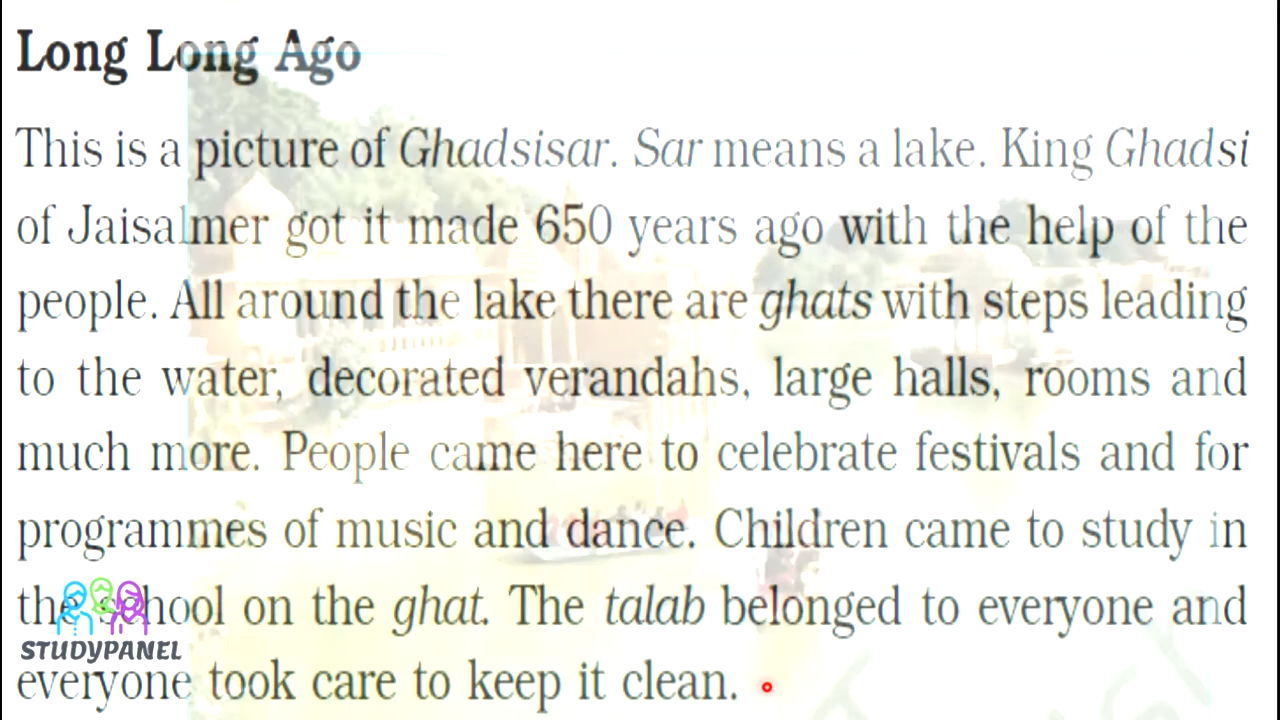 Long Long Ago
This is a picture of Ghadsisar. Sar means a lake. King Ghadsi
of Jaisalmer got it made 650 years ago with the help of the
people. All around the lake there are ghats with steps leading
to the water, decorated verandahs, large halls, rooms and
much more. People came here to celebrate festivals and for
programmes of music and dance. Children came to study in
the school on the ghat. The talab belonged to everyone and
STUDYPANEL
everyone took care to keep it clean.